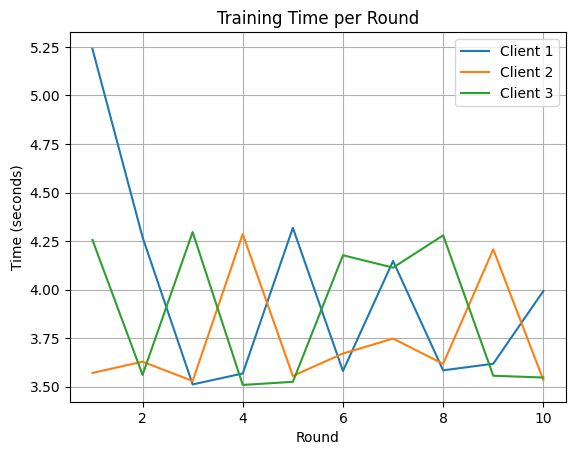 Training Time per Round
Client 1
Client 2
Client 3
5.25
5.00
4.75
4.50
4.25
4.00
3.75
3.50
Time (seconds)
2 4 6 8 10
Round